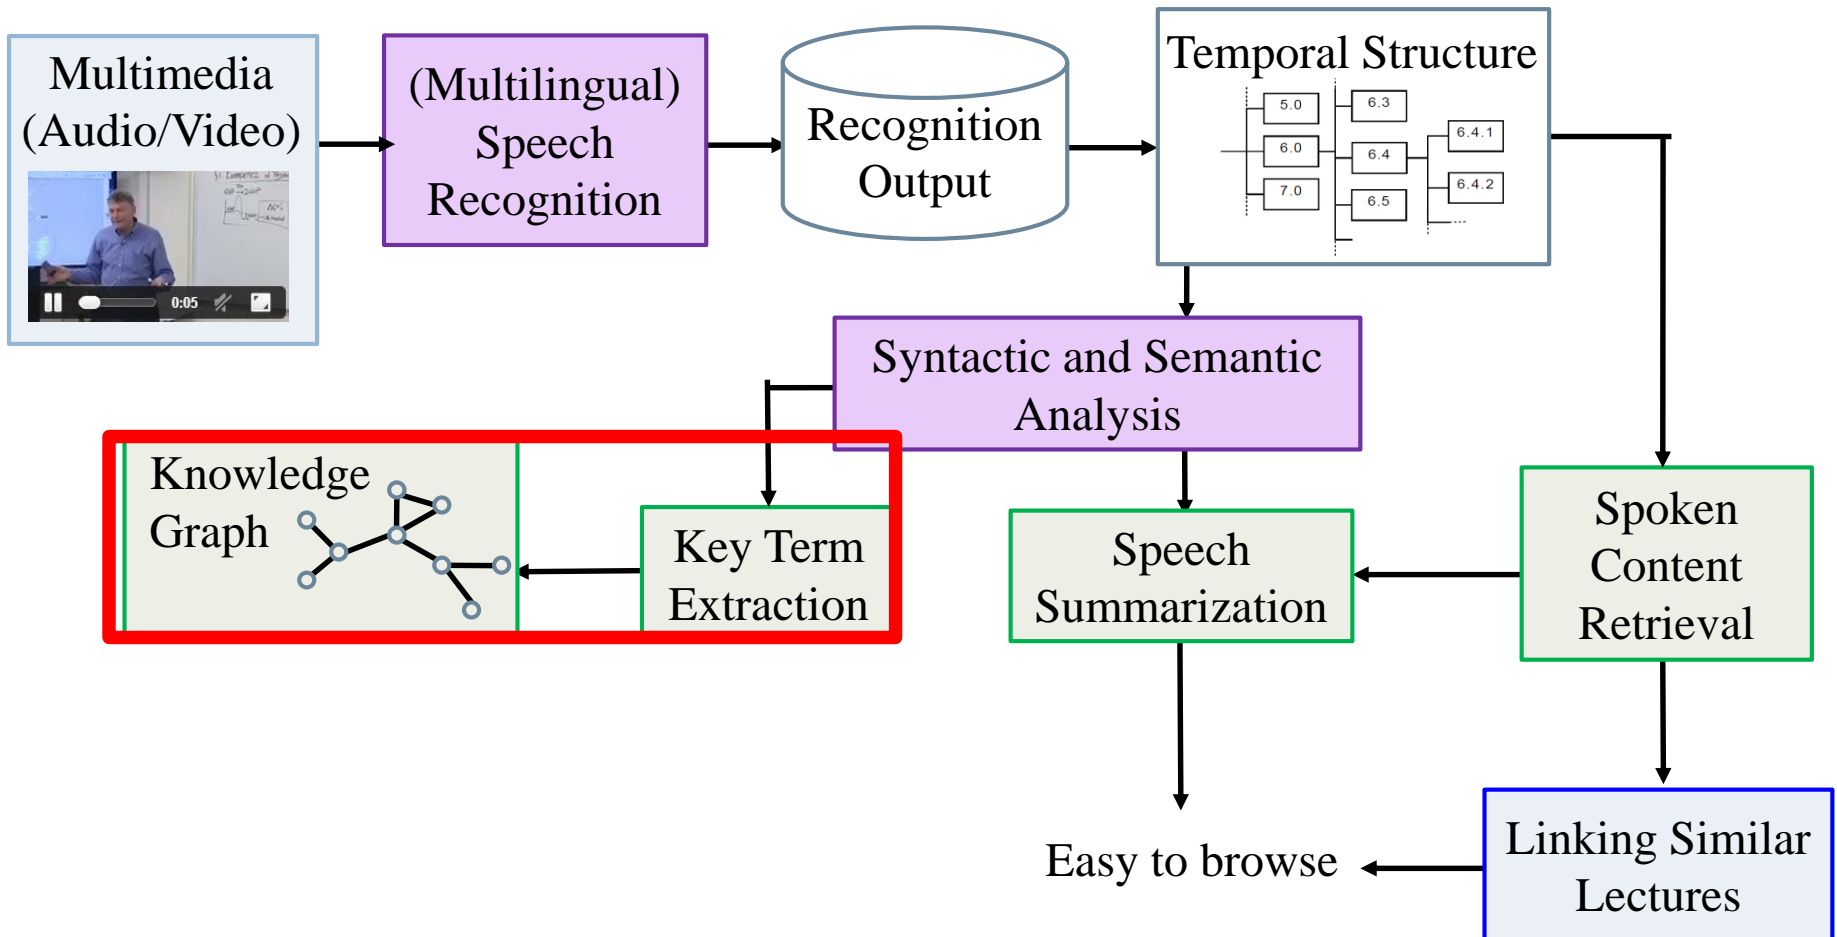 Multimedia
(Audio/Video)
0:05
(Multilingual)
Speech
Recognition
Recognition
Output
Temporal Structure
5.0
6.0
7.0
6.3
6.4
6.5
6.4.1
6.4.2
Syntactic and Semantic
Analysis
Knowledge
Graph
Key Term
Extraction
Speech
Summarization
Spoken
Content
Retrieval
Easy to browse
Linking Similar
Lectures